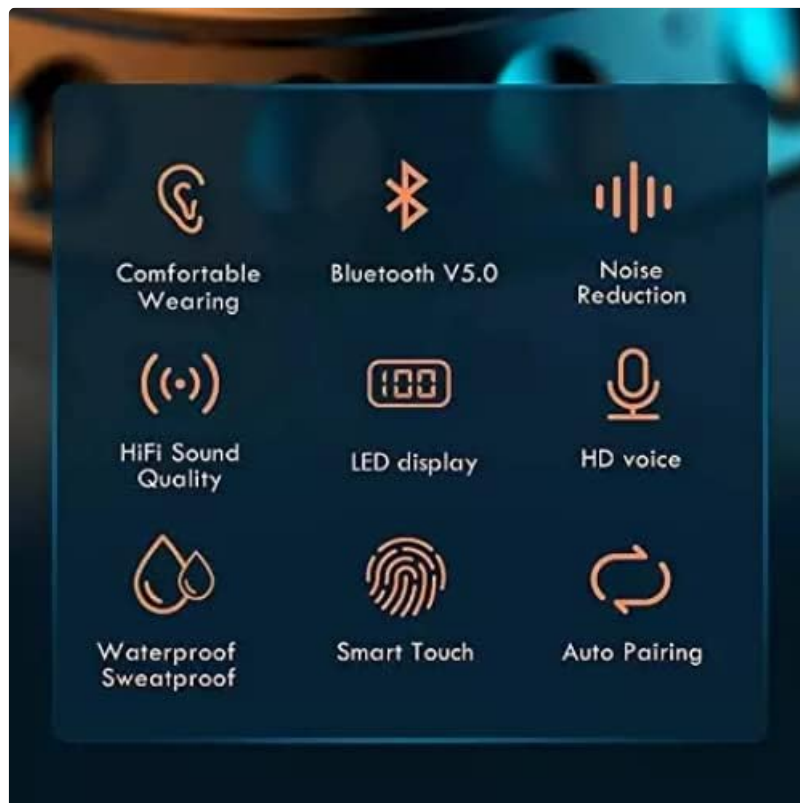 Comfortable
Wearing
Bluetooth V5.0
Noise
Reduction
HiFi Sound
Quality
100
LED display
HD voice
Waterproof
Sweatproof
Smart Touch
Auto Pairing